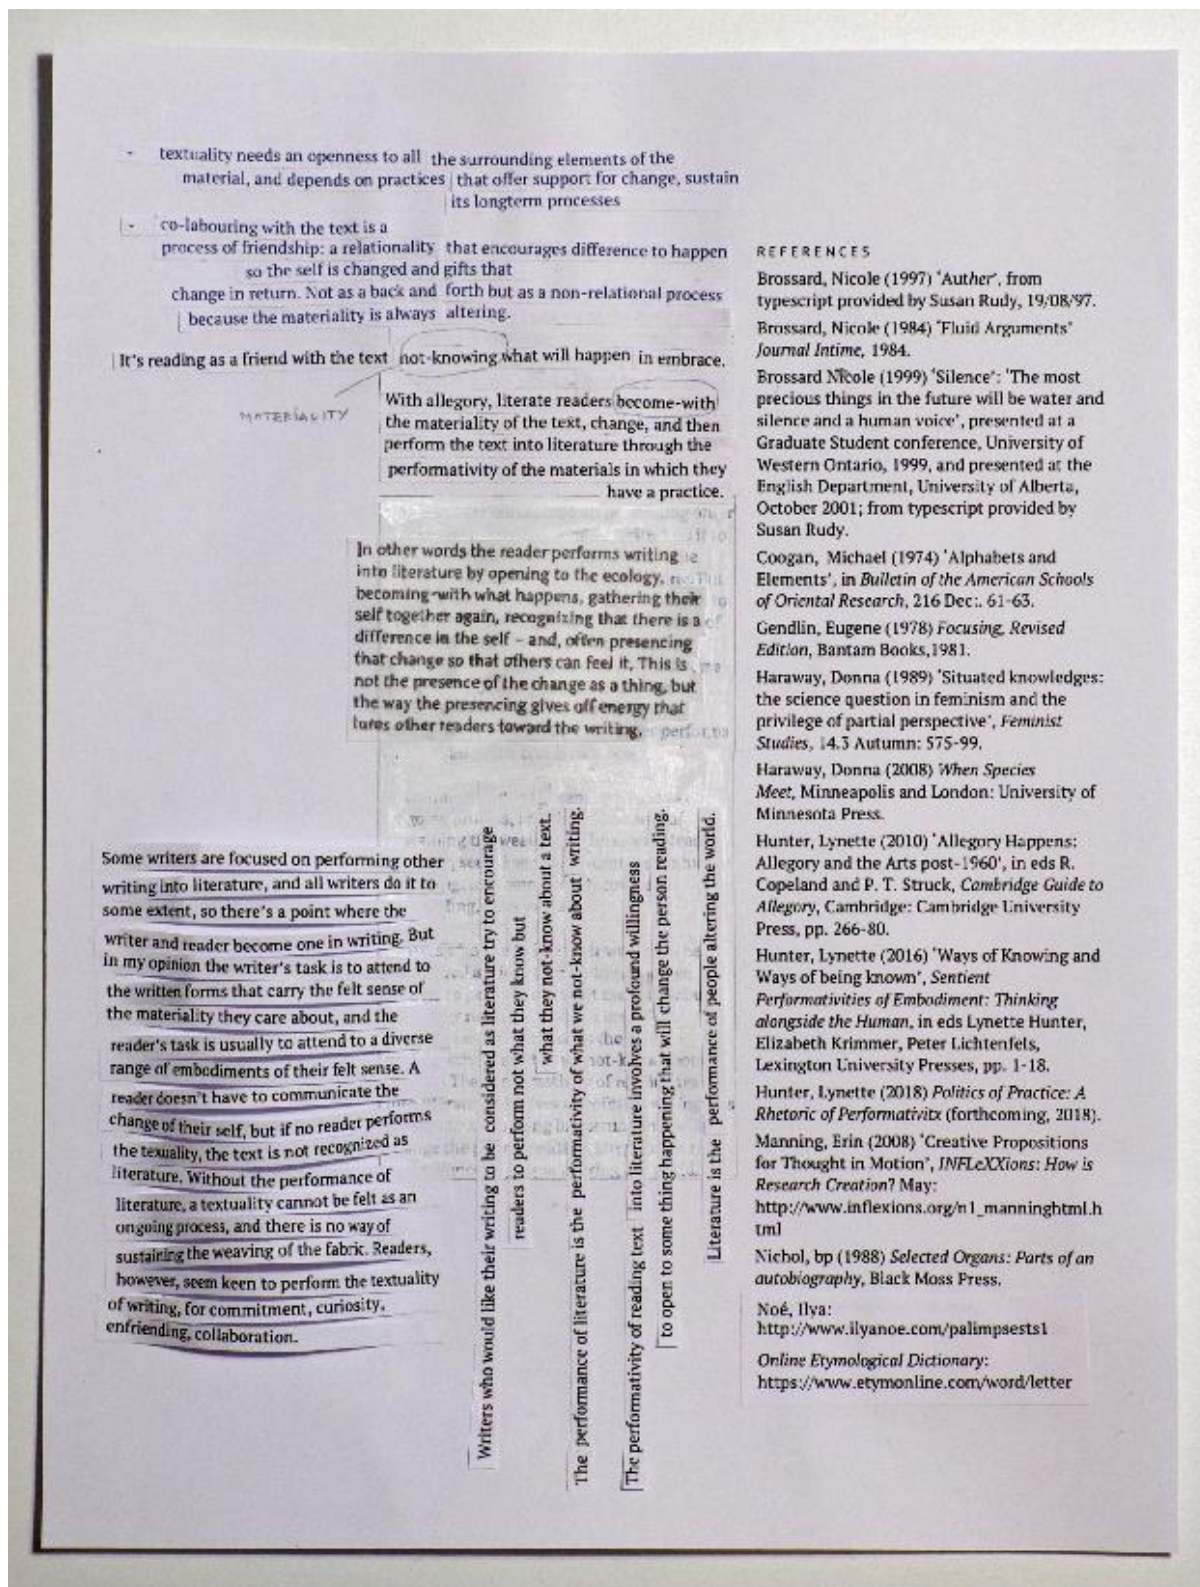 - textuality needs an openness to all the surrounding elements of the
material, and depends on practices that offer support for change, sustain
its longterm processes
- co-labouring with the text is a
process of friendship: a relationality that encourages difference to happen
so the self is changed and gifts that
change in return. Not as a back and forth but as a non-relational process
because the materiality is always altering.
It's reading as a friend with the text not-knowing what will happen in embrace.
MATERIALITY
With allegory, literate readers become-with
the materiality of the text, change, and then
perform the text into literature through the
performativity of the materials in which they
have a practice.
In other words the reader performs writing
into literature by opening to the ecology,
becoming-with what happens, gathering their
self together again, recognizing that there is a
difference in the self – and, often presencing
that change so that others can feel it. This is
not the presence of the change as a thing, but
the way the presencing gives off energy that
lures other readers toward the writing.
Some writers are focused on performing other
writing into literature, and all writers do it to
some extent, so there's a point where the
writer and reader become one in writing. But
in my opinion the writer's task is to attend to
the written forms that carry the felt sense of
the materiality they care about, and the
reader's task is usually to attend to a diverse
range of embodiments of their felt sense. A
reader doesn't have to communicate the
change of their self, but if no reader performs
the texuality, the text is not recognized as
literature. Without the performance of
literature, a textuality cannot be felt as an
ongoing process, and there is no way of
sustaining the weaving of the fabric. Readers,
however, seem keen to perform the textuality
of writing, for commitment, curiosity,
enfriending, collaboration.
Writers who would like their writing to be considered as literature try to encourage
readers to perform not what they know but
what they not-know about a text.
The performance of literature is the performativity of what we not-know about writing.
The performativity of reading text into literature involves a profound willingness
to open to some thing happening that will change the person reading.
Literature is the performance of people altering the world.
REFERENCES
Brossard, Nicole (1997) 'Auther', from
typescript provided by Susan Rudy, 19/08/97.
Brossard, Nicole (1984) 'Fluid Arguments'
Journal Intime, 1984.
Brossard Nicole (1999) 'Silence': 'The most
precious things in the future will be water and
silence and a human voice', presented at a
Graduate Student conference, University of
Western Ontario, 1999, and presented at the
English Department, University of Alberta,
October 2001; from typescript provided by
Susan Rudy.
Coogan, Michael (1974) 'Alphabets and
Elements', in Bulletin of the American Schools
of Oriental Research, 216 Dec:. 61-63.
Gendlin, Eugene (1978) Focusing, Revised
Edition, Bantam Books,1981.
Haraway, Donna (1989) 'Situated knowledges:
the science question in feminism and the
privilege of partial perspective', Feminist
Studies, 14.3 Autumn: 575-99.
Haraway, Donna (2008) When Species
Meet, Minneapolis and London: University of
Minnesota Press.
Hunter, Lynette (2010) 'Allegory Happens:
Allegory and the Arts post-1960', in eds R.
Copeland and P. T. Struck, Cambridge Guide to
Allegory, Cambridge: Cambridge University
Press, pp. 266-80.
Hunter, Lynette (2016) 'Ways of Knowing and
Ways of being known', Sentient
Performativities of Embodiment: Thinking
alongside the Human, in eds Lynette Hunter,
Elizabeth Krimmer, Peter Lichtenfels,
Lexington University Presses, pp. 1-18.
Hunter, Lynette (2018) Politics of Practice: A
Rhetoric of Performativitx (forthcoming, 2018).
Manning, Erin (2008) 'Creative Propositions
for Thought in Motion', INFLeXXions: How is
Research Creation? May:
http://www.inflexions.org/n1_manninghtml.h
tml
Nichol, bp (1988) Selected Organs: Parts of an
autobiography, Black Moss Press.
Noé, Ilva:
http://www.ilyanoe.com/palimpsests1
Online Etymological Dictionary:
https://www.etymonline.com/word/letter